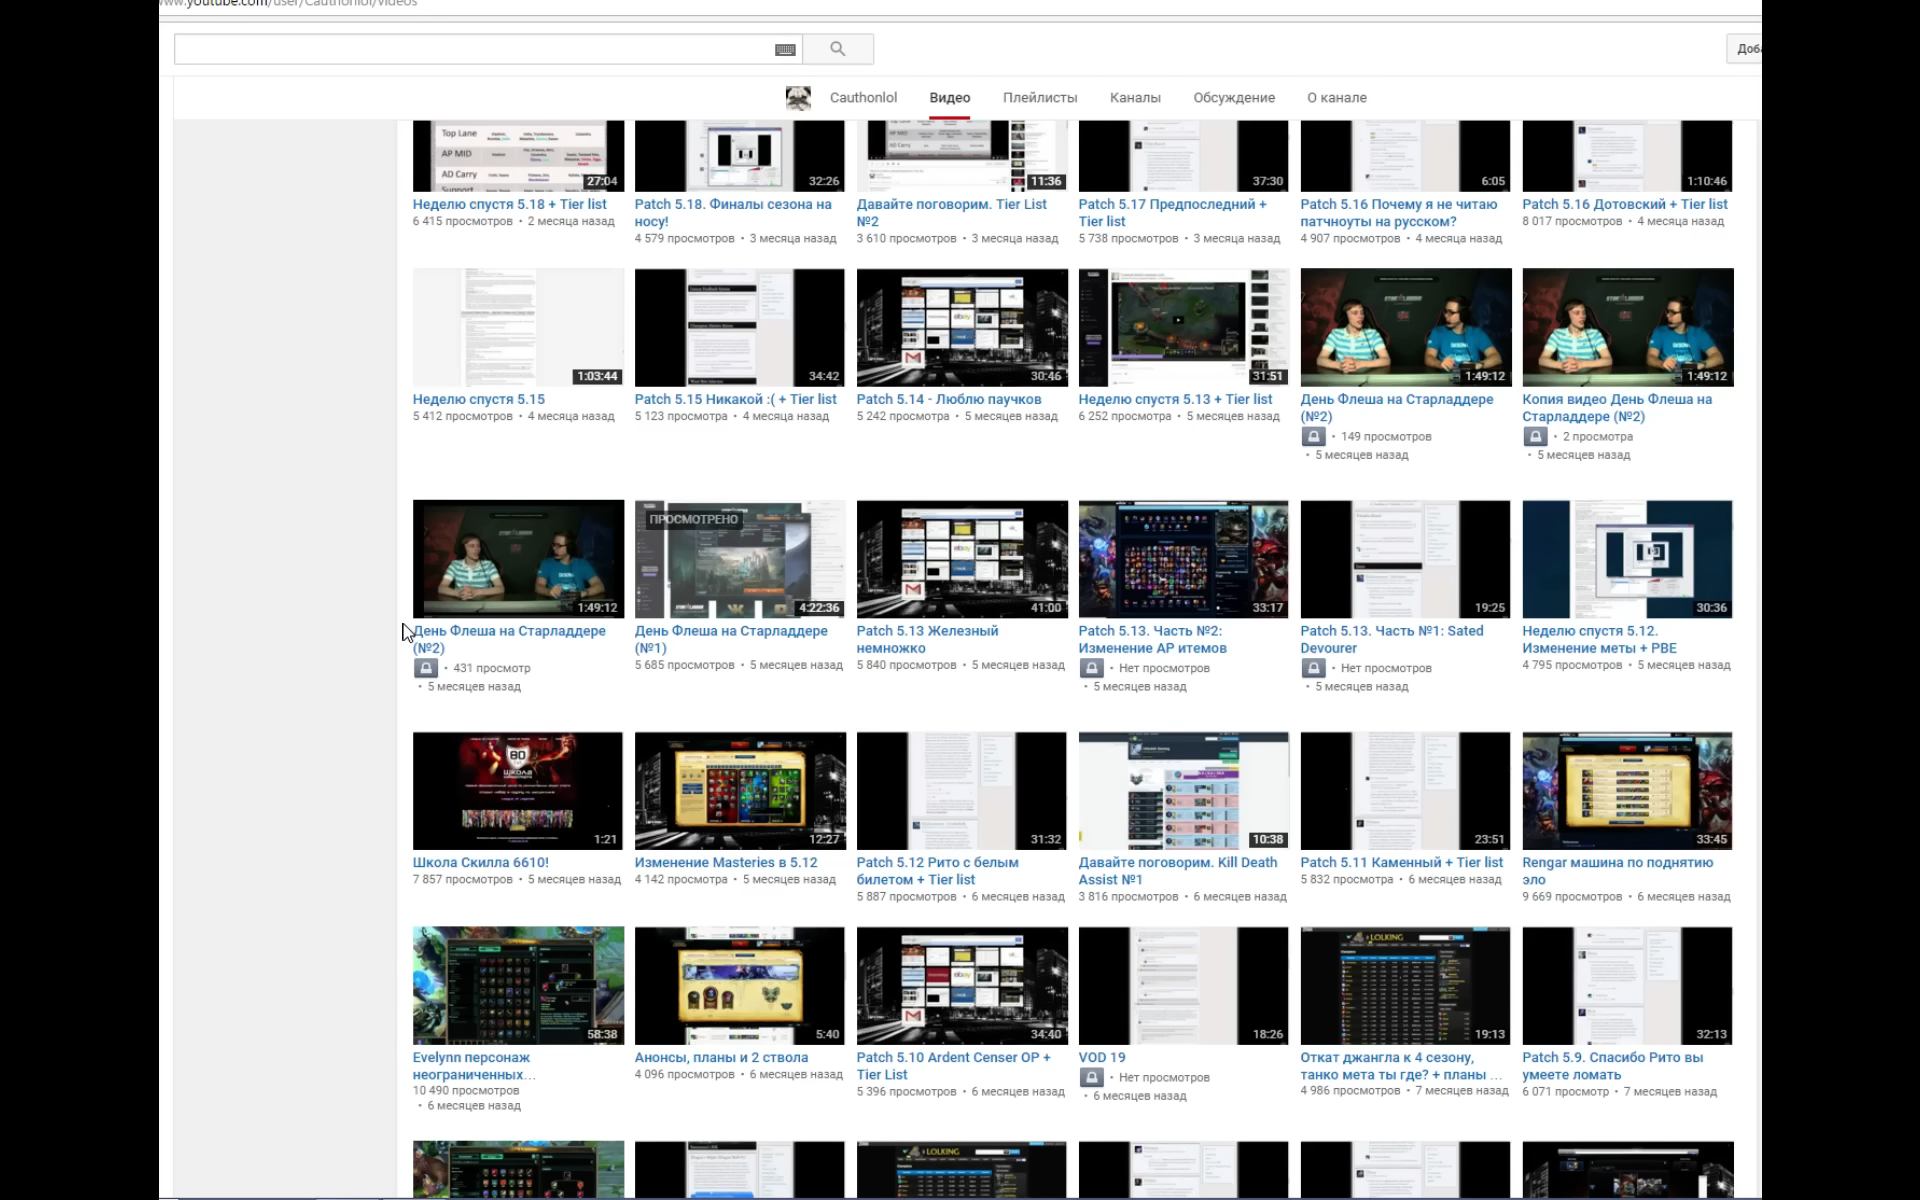 www.youtube.com/user/Cauthonlol/videos
Доба
Cauthonlol Видео Плейлисты Каналы Обсуждение О канале
Top Lane
AP MID
AD Carry
Support
27:04 32:26 11:36 37:30 6:05 1:10:46
Неделю спустя 5.18 + Tier list
6 415 просмотров • 2 месяца назад
Patch 5.18. Финалы сезона на
носу!
4 579 просмотров • 3 месяца назад
Давайте поговорим. Tier List
№2
3 610 просмотров • 3 месяца назад
Patch 5.17 Предпоследний +
Tier list
5 738 просмотров • 3 месяца назад
Patch 5.16 Почему я не читаю
патчноуты на русском?
4 907 просмотров • 4 месяца назад
Patch 5.16 Дотовский + Tier list
8 017 просмотров • 4 месяца назад
1:03:44 34:42 30:46 31:51 1:49:12 1:49:12
Неделю спустя 5.15
5 412 просмотров • 4 месяца назад
Patch 5.15 Никакой :( + Tier list
5 123 просмотра • 4 месяца назад
Patch 5.14 - Люблю паучков
5 242 просмотра • 5 месяцев назад
Неделю спустя 5.13 + Tier list
6 252 просмотра • 5 месяцев назад
День Флеша на Старладдере
(№2)
• 149 просмотров
• 5 месяцев назад
Копия видео День Флеша на
Старладдере (№2)
• 2 просмотра
• 5 месяцев назад
ПРОСМОТРЕНО
1:49:12 4:22:36 41:00 33:17 19:25 30:36
День Флеша на Старладдере
(№2)
• 431 просмотр
• 5 месяцев назад
День Флеша на Старладдере
(№1)
5 685 просмотров • 5 месяцев назад
Patch 5.13 Железный
немножко
5 840 просмотров • 5 месяцев назад
Patch 5.13. Часть №2:
Изменение AP итемов
• Нет просмотров
• 5 месяцев назад
Patch 5.13. Часть №1: Sated
Devourer
• Нет просмотров
• 5 месяцев назад
Неделю спустя 5.12.
Изменение меты + PBE
4 795 просмотров • 5 месяцев назад
ШКОЛА
1:21 12:27 31:32 10:38 23:51 33:45
Школа Скилла 6610!
7 857 просмотров • 5 месяцев назад
Изменение Masteries в 5.12
4 142 просмотра • 5 месяцев назад
Patch 5.12 Рито с белым
билетом + Tier list
5 887 просмотров • 6 месяцев назад
Давайте поговорим. Kill Death
Assist №1
3 816 просмотров • 6 месяцев назад
Patch 5.11 Каменный + Tier list
5 832 просмотра • 6 месяцев назад
Rengar машина по поднятию
эло
9 669 просмотров • 6 месяцев назад
LOLKING
58:38 5:40 34:40 18:26 19:13 32:13
Evelynn персонаж
неограниченных...
10 490 просмотров
• 6 месяцев назад
Анонсы, планы и 2 ствола
4 096 просмотров • 6 месяцев назад
Patch 5.10 Ardent Censer OP +
Tier List
5 396 просмотров • 6 месяцев назад
VOD 19
• Нет просмотров
• 6 месяцев назад
Откат джангла к 4 сезону,
танко мета ты где? + планы ...
4 986 просмотров • 7 месяцев назад
Patch 5.9. Спасибо Рито вы
умеете ломать
6 071 просмотр • 7 месяцев назад
LOLKING